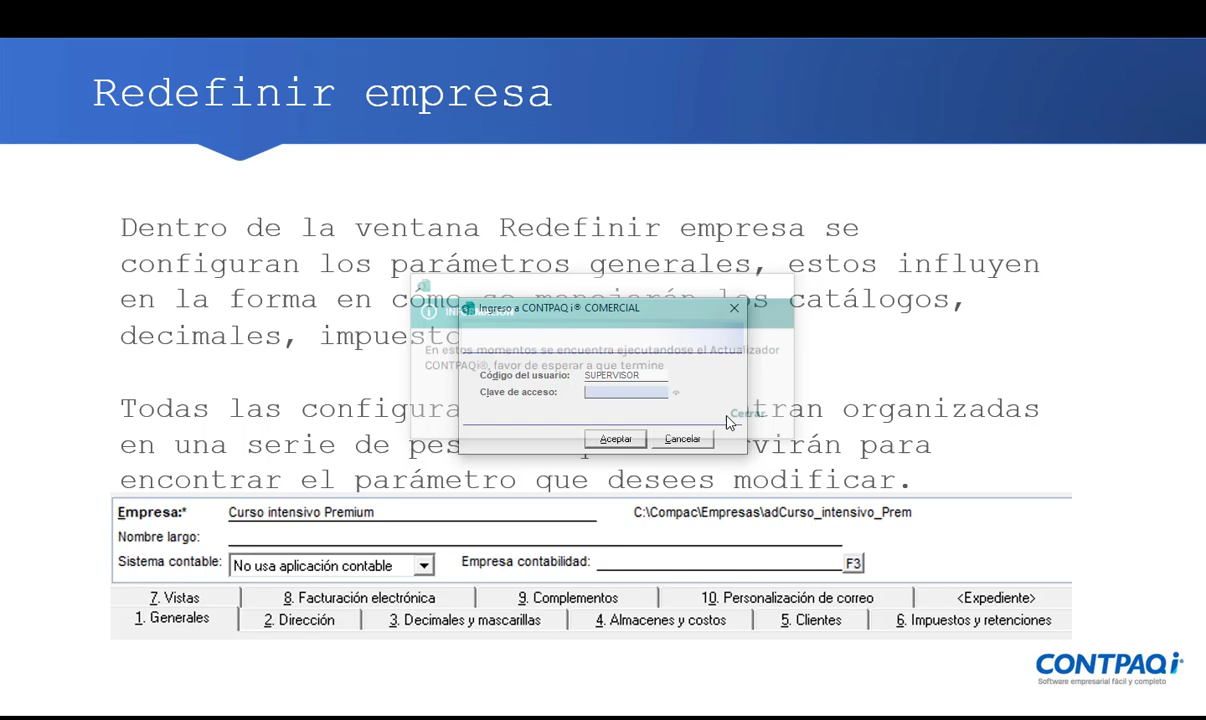 Redefinir empresa
Dentro de la ventana Redefinir empresa se
configuran los parámetros generales, estos influyen
en la forma en cómo se manejarán los catálogos,
decimales, impuesto
INFORMACIÓN
En estos momentos se encuentra ejecutandose el Actualizador
CONTPAQi®, favor de esperar a que termine
Cerrar
Ingreso a CONTPAQ i® COMERCIAL
Código del usuario: SUPERVISOR
Clave de acceso:
Aceptar Cancelar
Todas las configura tran organizadas
en una serie de pes virán para
encontrar el parámetro que desees modificar.
Empresa:* Curso intensivo Premium C:\Compac\Empresas\adCurso_intensivo_Prem
Nombre largo:
Sistema contable: No usa aplicación contable Empresa contabilidad: F3
7. Vistas 8. Facturación electrónica 9. Complementos 10. Personalización de correo <Expediente>
1. Generales 2. Dirección 3. Decimales y mascarillas 4. Almacenes y costos 5. Clientes 6. Impuestos y retenciones
CONTPAQi®
Software empresarial fácil y completo